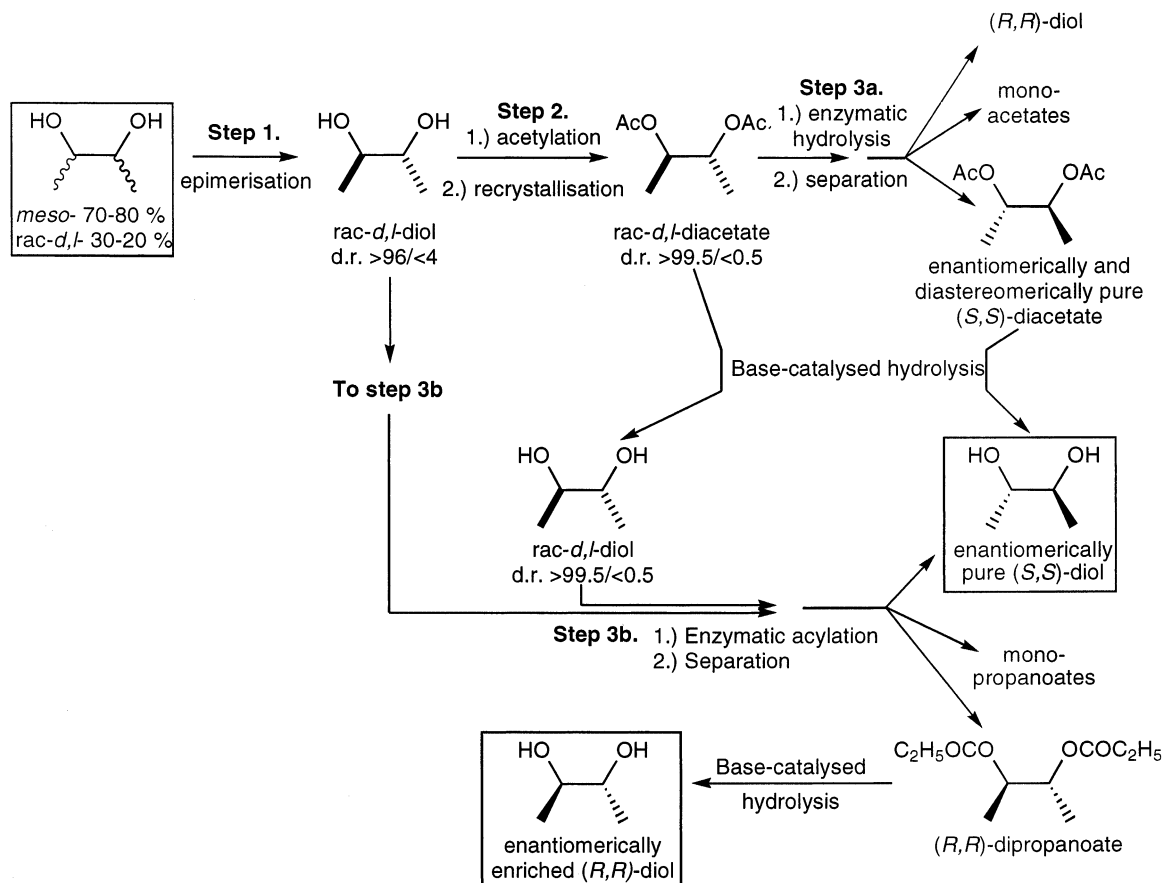 (R,R)-diol
HO OH
Step 1.
epimerisation
meso- 70-80 %
rac-d,l- 30-20 %
HO OH
rac-d,l-diol
d.r. >96/<4
Step 2.
1.) acetylation
2.) recrystallisation
AcO OAc.
rac-d,l-diacetate
d.r. >99.5/<0.5
Step 3a.
1.) enzymatic
hydrolysis
2.) separation
mono-
acetates
AcO OAc
enantiomerically and
diastereomerically pure
(S,S)-diacetate
To step 3b
Base-catalysed hydrolysis
HO OH
rac-d,l-diol
d.r. >99.5/<0.5
HO OH
enantiomerically
pure (S,S)-diol
Step 3b. 1.) Enzymatic acylation
2.) Separation
mono-
propanoates
C2H5OCO OCOC2H5
(R,R)-dipropanoate
Base-catalysed
hydrolysis
HO OH
enantiomerically
enriched (R,R)-diol